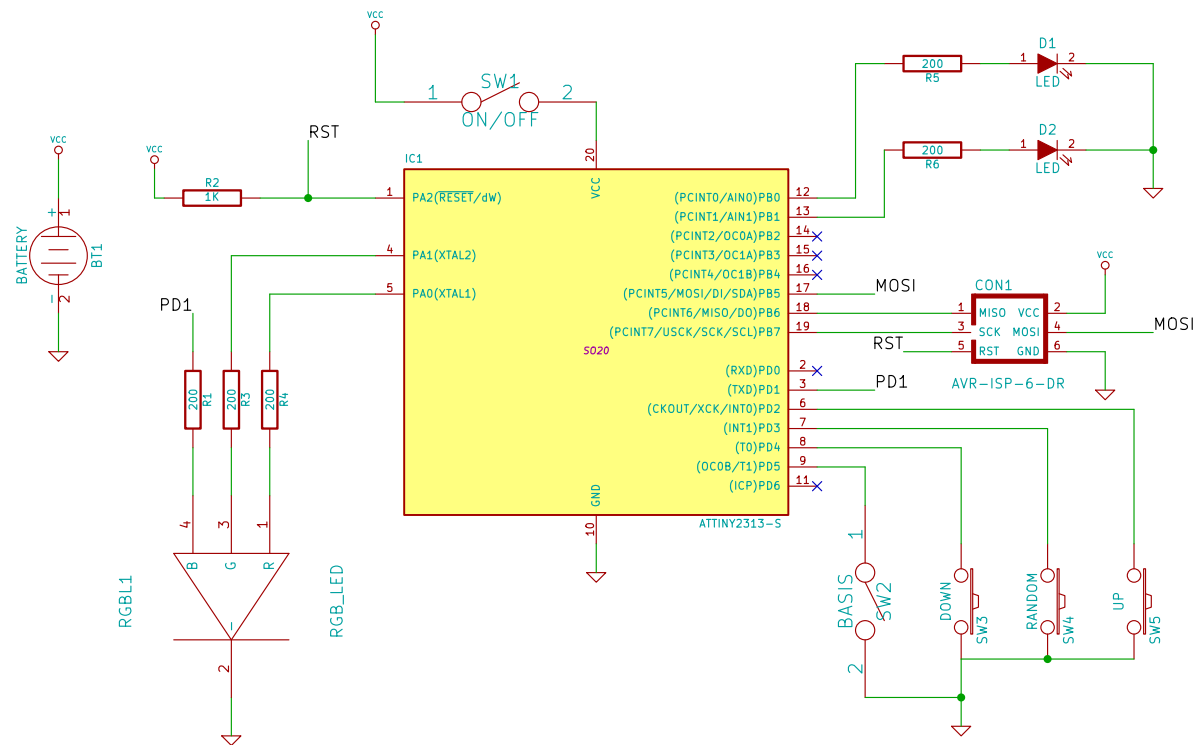 VCC
SW1
1
2
ON/OFF
200
R5
1
D1
2
LED
200
R6
1
D2
2
LED
VCC
VCC
RST
R2
1K
IC1
20
VCC
1
PA2(RESET/dW)
4
PA1(XTAL2)
5
PA0(XTAL1)
(PCINT0/AIN0)PB0
12
(PCINT1/AIN1)PB1
13
(PCINT2/OC0A)PB2
14
(PCINT3/OC1A)PB3
15
(PCINT4/OC1B)PB4
16
(PCINT5/MOSI/DI/SDA)PB5
17
MOSI
(PCINT6/MISO/DO)PB6
18
(PCINT7/USCK/SCK/SCL)PB7
19
SO20
(RXD)PD0
2
(TXD)PD1
3
PD1
(CKOUT/XCK/INT0)PD2
6
(INT1)PD3
7
(T0)PD4
8
(OC0B/T1)PD5
9
(ICP)PD6
11
GND
10
ATTINY2313-S
BATTERY
+
1
−
2
BT1
PD1
200
R1
200
R3
200
R4
4
3
1
B
G
R
−
2
RGBL1
RGB_LED
CON1
VCC
1
MISO
VCC
2
3
SCK
MOSI
4
MOSI
RST
5
RST
GND
6
AVR-ISP-6-DR
1
BASIS
SW2
2
DOWN
SW3
RANDOM
SW4
UP
SW5